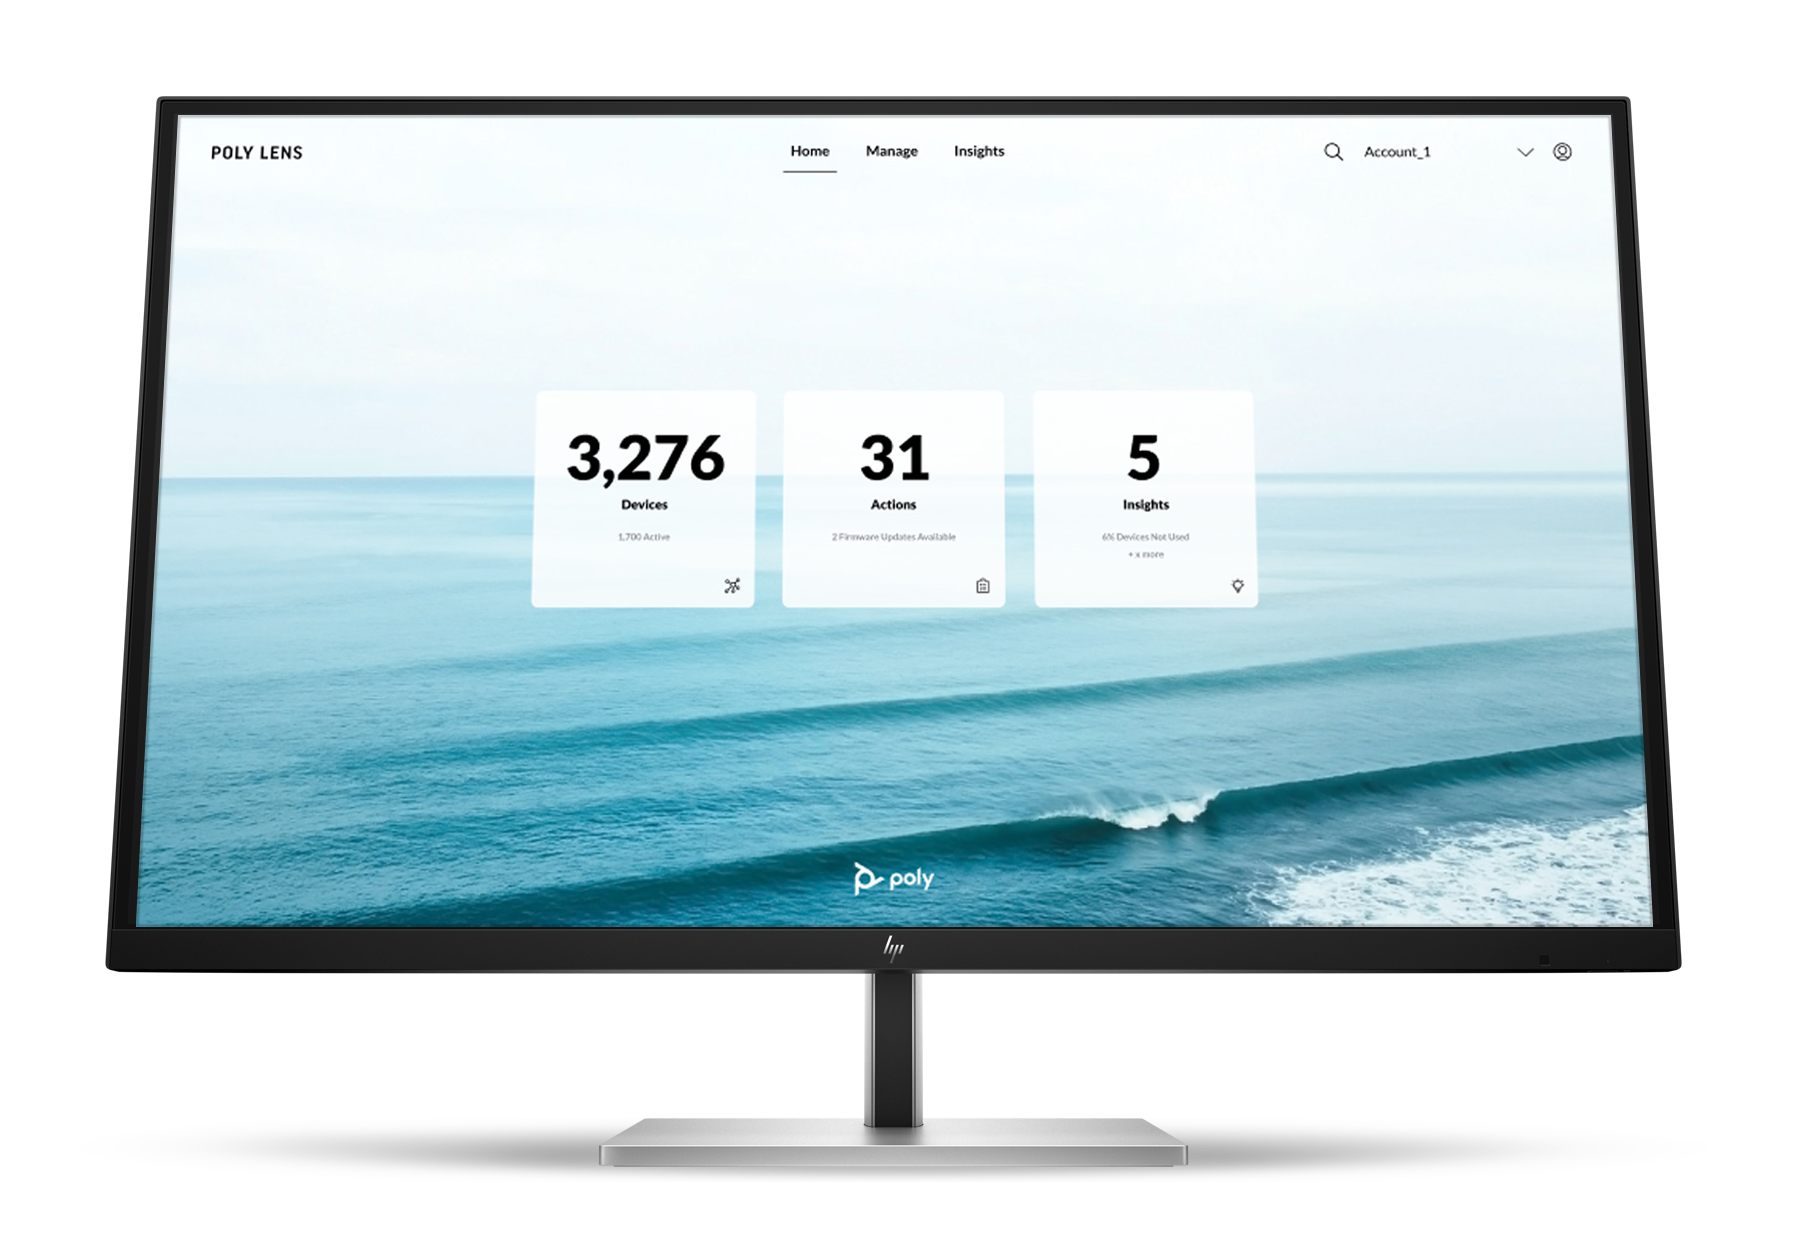 POLY LENS
Home Manage Insights
Account_1
3,276
Devices
1,700 Active
31
Actions
2 Firmware Updates Available
5
Insights
6% Devices Not Used
+ x more
poly
hp